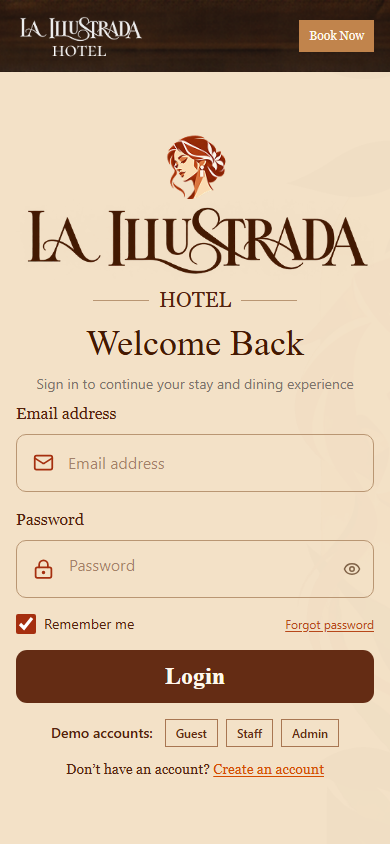 LA ILLUSTRADA
HOTEL
Book Now
LA ILLUSTRADA
HOTEL
Welcome Back
Sign in to continue your stay and dining experience
Email address
Email address
Password
Password
Remember me
Forgot password
Login
Demo accounts: Guest Staff Admin
Don’t have an account? Create an account